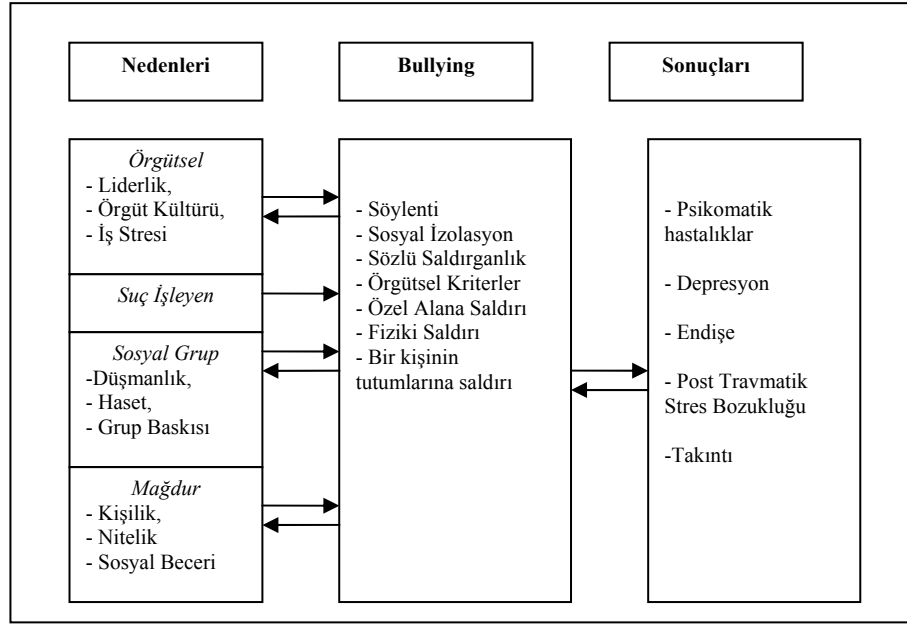 Nedenleri
Bullying
Sonuçları
Örgütsel
- Liderlik,
- Örgüt Kültürü,
- İş Stresi
Suç İşleyen
Sosyal Grup
-Düşmanlık,
- Haset,
- Grup Baskısı
Mağdur
- Kişilik,
- Nitelik
- Sosyal Beceri
- Söylenti
- Sosyal İzolasyon
- Sözlü Saldırganlık
- Örgütsel Kriterler
- Özel Alana Saldırı
- Fiziki Saldırı
- Bir kişinin
tutumlarına saldırı
- Psikomatik
hastalıklar
- Depresyon
- Endişe
- Post Travmatik
Stres Bozukluğu
-Takıntı